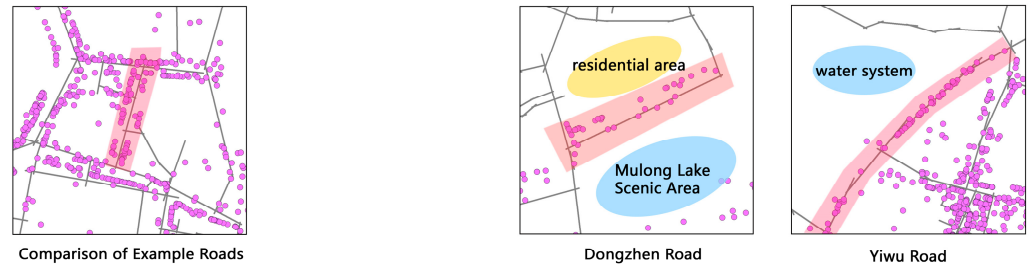 residential area
Mulong Lake
Scenic Area
water system
Comparison of Example Roads
Dongzhen Road
Yiwu Road